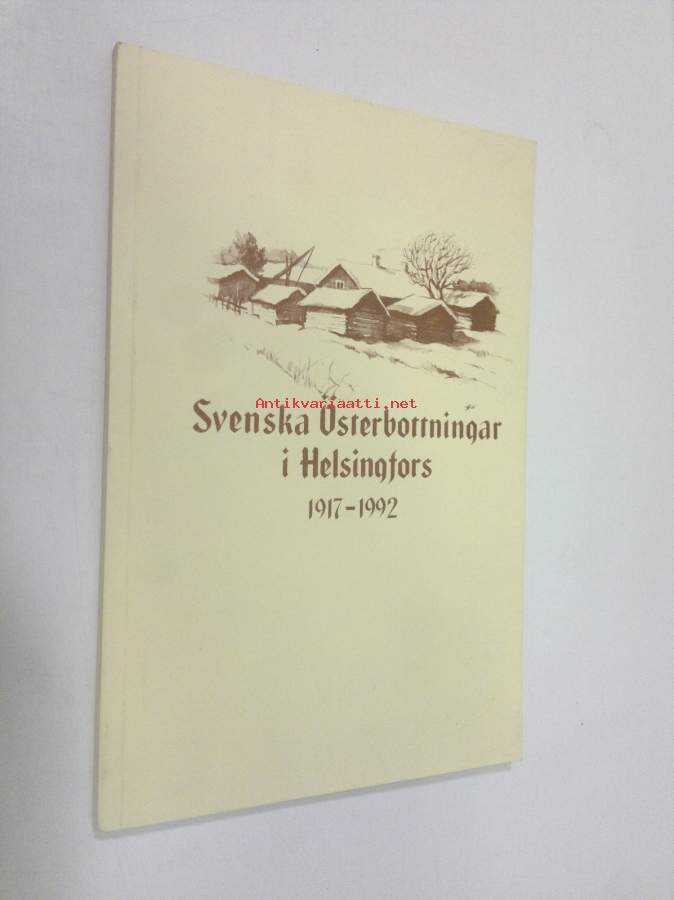 Antikvariaatti.net
Svenska Österbottningar
i Helsingfors
1917-1992